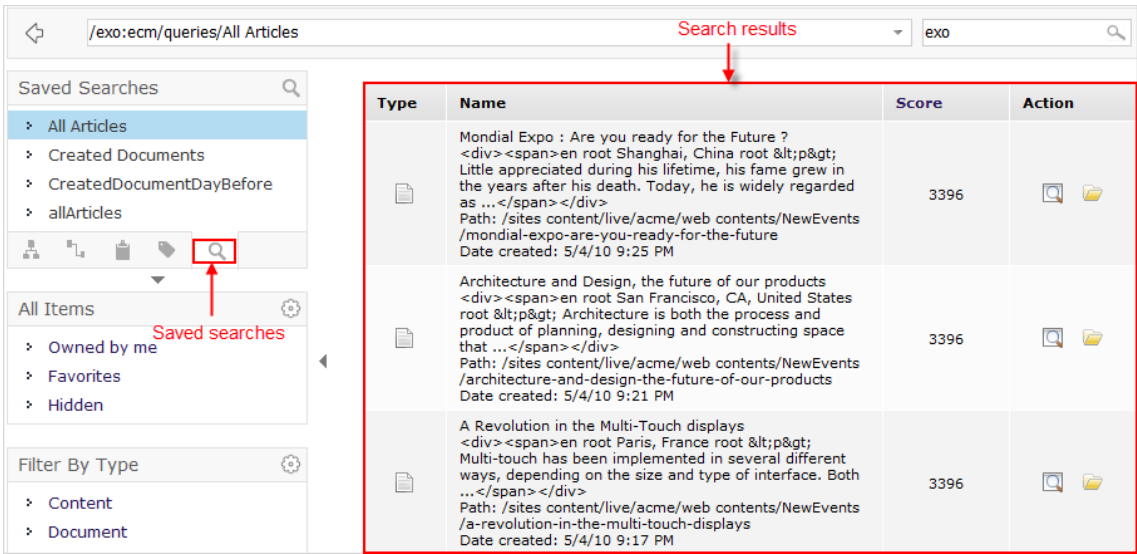 /exo:ecm/queries/All Articles
Search results
exo
Saved Searches
All Articles
Created Documents
CreatedDocumentDayBefore
allArticles
All Items
Saved searches
Owned by me
Favorites
Hidden
Filter By Type
Content
Document
Type Name Score Action
Mondial Expo : Are you ready for the Future ?
<div><span>en root Shanghai, China root &lt;p&gt;
Little appreciated during his lifetime, his fame grew in
the years after his death. Today, he is widely regarded
as ...</span></div>
Path: /sites content/live/acme/web contents/NewEvents
/mondial-expo-are-you-ready-for-the-future
Date created: 5/4/10 9:25 PM
3396
Architecture and Design, the future of our products
<div><span>en root San Francisco, CA, United States
root &lt;p&gt; Architecture is both the process and
product of planning, designing and constructing space
that ...</span></div>
Path: /sites content/live/acme/web contents/NewEvents
/architecture-and-design-the-future-of-our-products
Date created: 5/4/10 9:21 PM
3396
A Revolution in the Multi-Touch displays
<div><span>en root Paris, France root &lt;p&gt;
Multi-touch has been implemented in several different
ways, depending on the size and type of interface. Both
...</span></div>
Path: /sites content/live/acme/web contents/NewEvents
/a-revolution-in-the-multi-touch-displays
Date created: 5/4/10 9:17 PM
3396